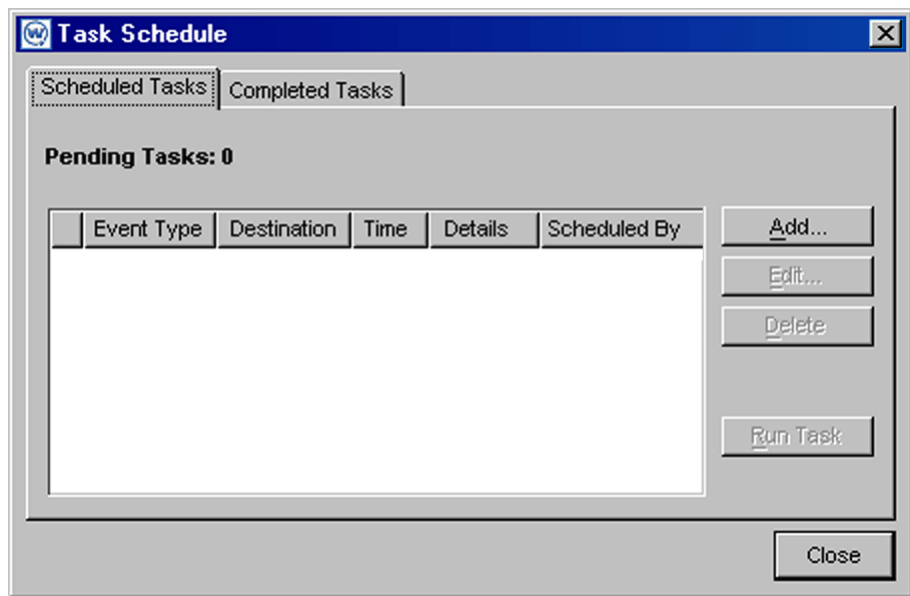 Task Schedule
Scheduled Tasks Completed Tasks
Pending Tasks: 0
Event Type Destination Time Details Scheduled By
Add...
Edit...
Delete
Run Task
Close